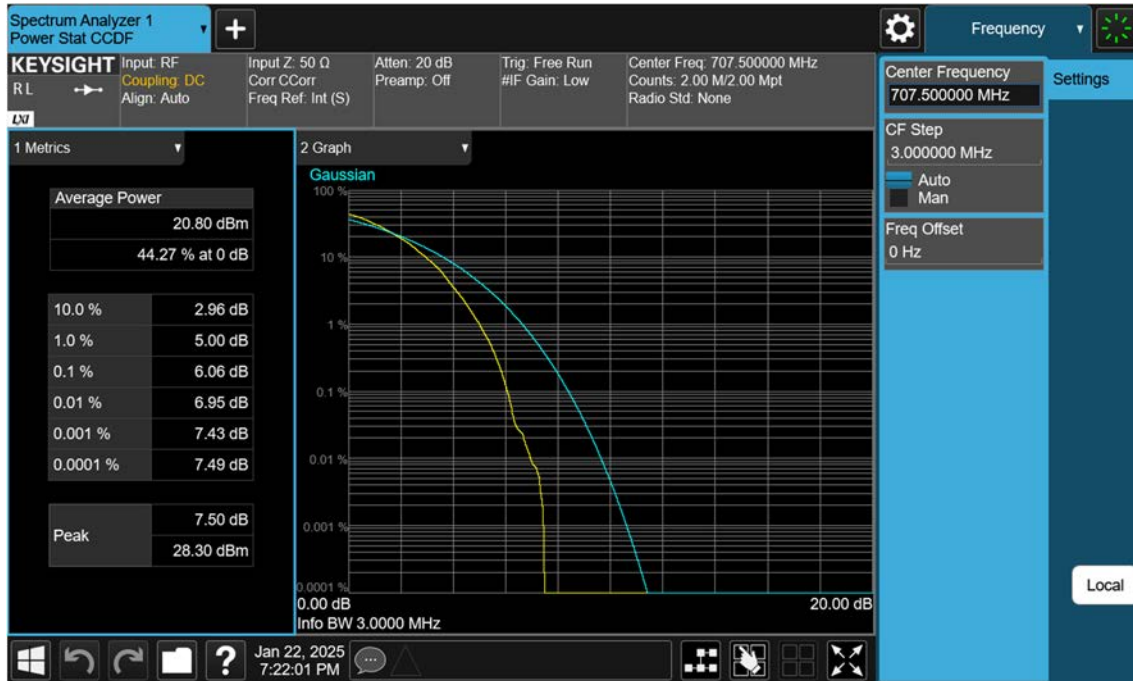 Spectrum Analyzer 1
Power Stat CCDF
+
Frequency
KEYSIGHT
R L
LXI
Input: RF
Coupling: DC
Align: Auto
Input Z: 50 Ω
Corr CCorr
Freq Ref: Int (S)
Atten: 20 dB
Preamp: Off
Trig: Free Run
#IF Gain: Low
Center Freq: 707.500000 MHz
Counts: 2.00 M/2.00 Mpt
Radio Std: None
Center Frequency
707.500000 MHz
Settings
CF Step
3.000000 MHz
Auto
Man
Freq Offset
0 Hz
Local
1 Metrics
Average Power
20.80 dBm
44.27 % at 0 dB
10.0 % 2.96 dB
1.0 % 5.00 dB
0.1 % 6.06 dB
0.01 % 6.95 dB
0.001 % 7.43 dB
0.0001 % 7.49 dB
Peak
7.50 dB
28.30 dBm
2 Graph
Gaussian
100 %
10 %
1 %
0.1 %
0.01 %
0.001 %
0.0001 %
0.00 dB 20.00 dB
Info BW 3.0000 MHz
?
Jan 22, 2025
7:22:01 PM